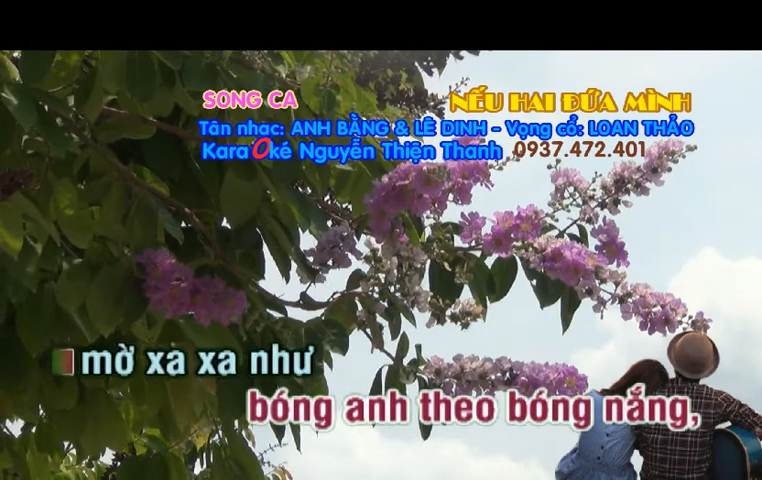 SONG CA
NẾU HAI ĐỨA MÌNH
Tân nhạc: ANH BẰNG & LÊ DINH - Vọng cổ: LOAN THẢO
KaraOké Nguyễn Thiện Thanh 0937.472.401
mờ xa xa như
bóng anh theo bóng nắng,